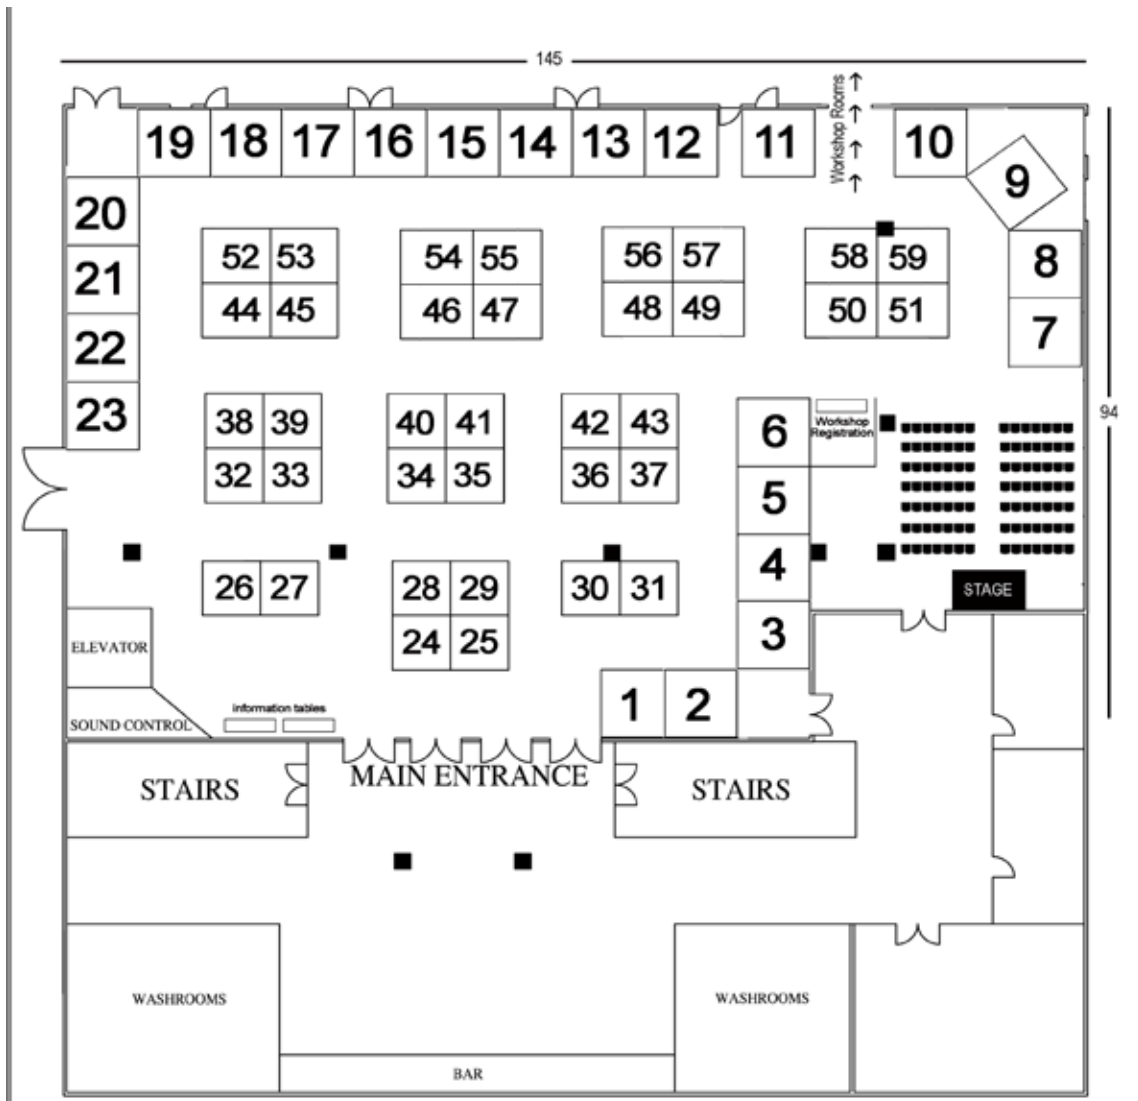 145
Workshop Rooms
19 18 17 16 15 14 13 12 11 10
9
20
52 53 54 55 56 57 58 59 8
21
44 45 46 47 48 49 50 51
22 7
23
94
38 39 40 41 42 43 6 Workshop
Registration
32 33 34 35 36 37
5
4
26 27 28 29 30 31 STAGE
24 25 3
ELEVATOR
1 2
information tables
SOUND CONTROL
MAIN ENTRANCE
STAIRS STAIRS
WASHROOMS WASHROOMS
BAR